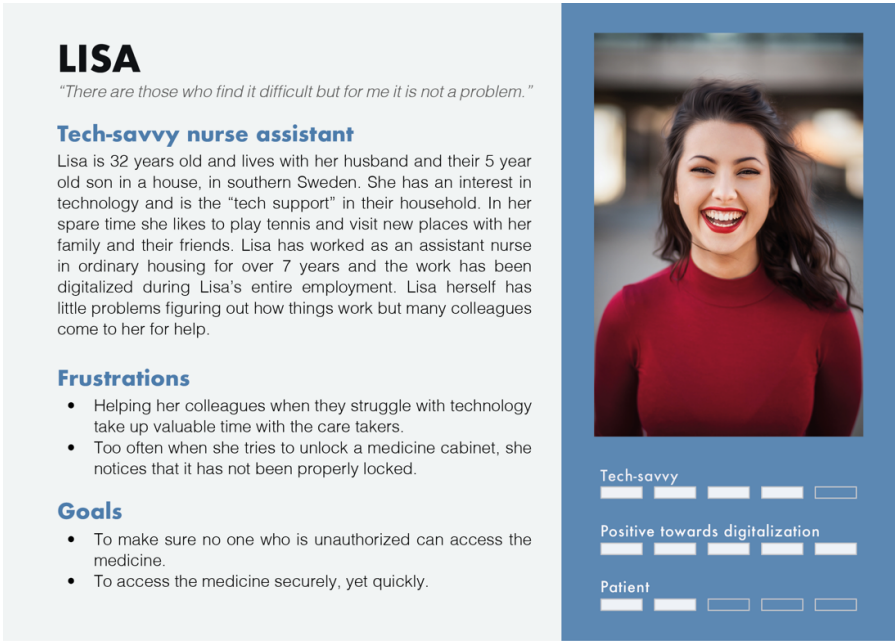 LISA
“There are those who find it difficult but for me it is not a problem.”
Tech-savvy nurse assistant
Lisa is 32 years old and lives with her husband and their 5 year
old son in a house, in southern Sweden. She has an interest in
technology and is the “tech support” in their household. In her
spare time she likes to play tennis and visit new places with her
family and their friends. Lisa has worked as an assistant nurse
in ordinary housing for over 7 years and the work has been
digitalized during Lisa’s entire employment. Lisa herself has
little problems figuring out how things work but many colleagues
come to her for help.
Frustrations
• Helping her colleagues when they struggle with technology
take up valuable time with the care takers.
• Too often when she tries to unlock a medicine cabinet, she
notices that it has not been properly locked.
Goals
• To make sure no one who is unauthorized can access the
medicine.
• To access the medicine securely, yet quickly.
Tech-savvy
Positive towards digitalization
Patient